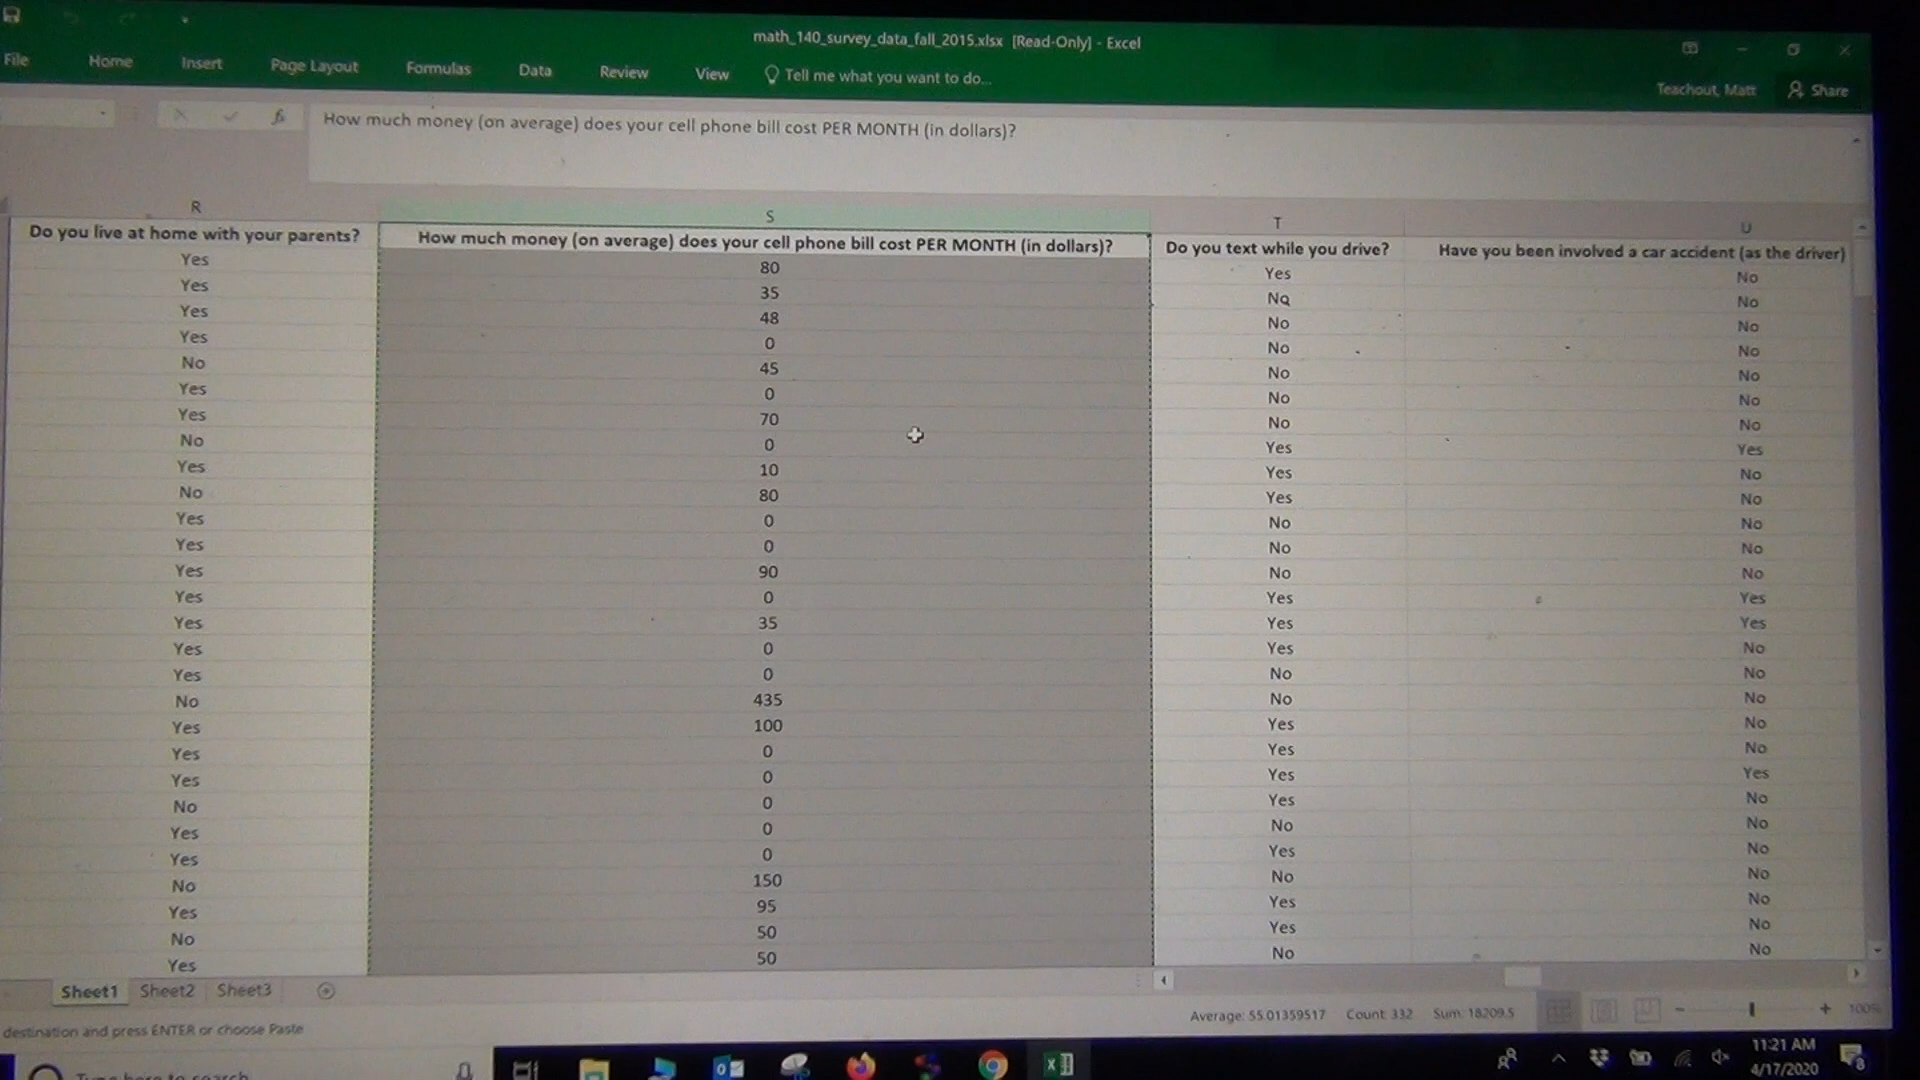 math_140_survey_data_fall_2015.xlsx [Read-Only] - Excel
File Home Insert Page Layout Formulas Data Review View Tell me what you want to do... Teachout, Matt Share
How much money (on average) does your cell phone bill cost PER MONTH (in dollars)?
R S T U
Do you live at home with your parents? How much money (on average) does your cell phone bill cost PER MONTH (in dollars)? Do you text while you drive? Have you been involved a car accident (as the driver)
Yes 80 Yes No
Yes 35 No No
Yes 48 No No
Yes 0 No No
No 45 No No
Yes 0 No No
Yes 70 No No
No 0 Yes Yes
Yes 10 Yes No
No 80 Yes No
Yes 0 No No
Yes 0 No No
Yes 90 No No
Yes 0 Yes Yes
Yes 35 Yes Yes
Yes 0 Yes No
Yes 0 No No
No 435 No No
Yes 100 Yes No
Yes 0 Yes No
Yes 0 Yes Yes
No 0 Yes No
Yes 0 No No
Yes 0 Yes No
No 150 No No
Yes 95 Yes No
No 50 Yes No
Yes 50 No No
Sheet1 Sheet2 Sheet3
destination and press ENTER or choose Paste Average: 55.01359517 Count: 332 Sum: 18209.5 100%
Type here to search 11:21 AM
4/17/2020